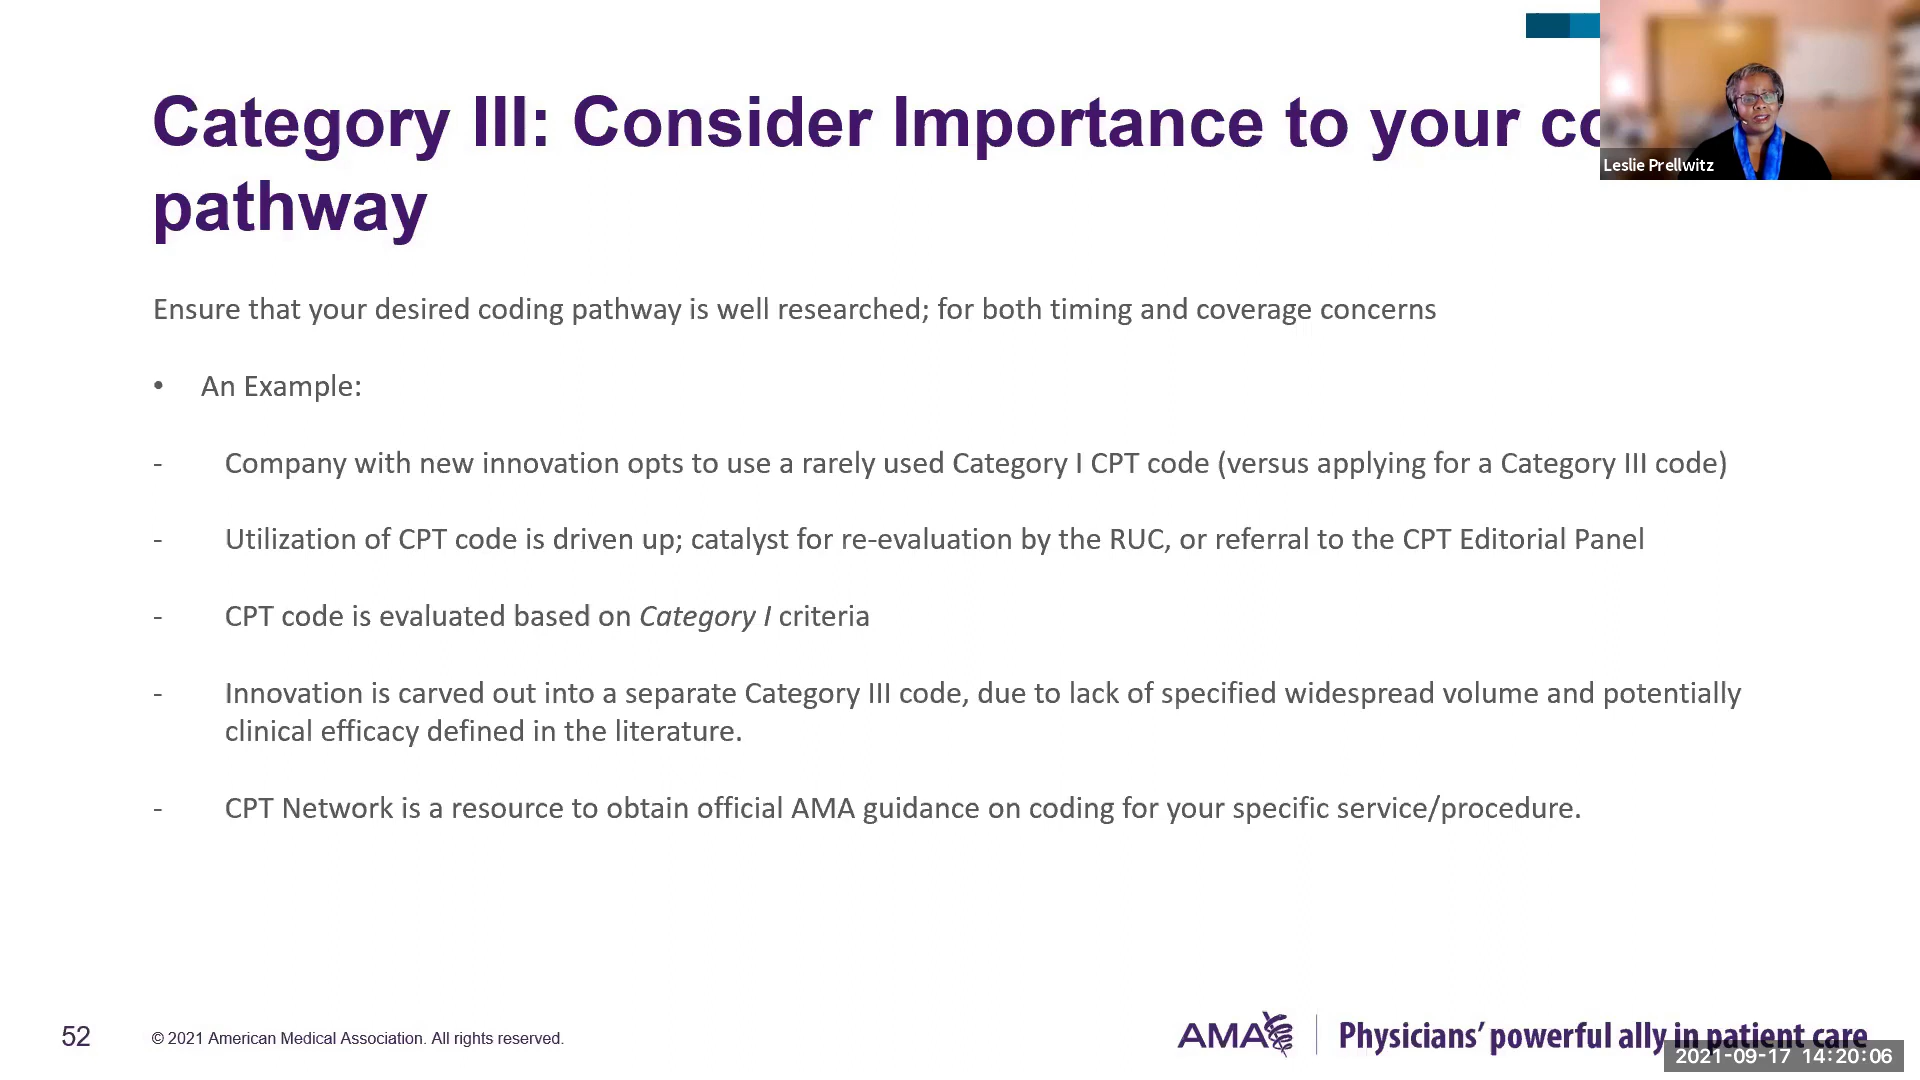 Category III: Consider Importance to your
pathway
Leslie Prellwitz
Ensure that your desired coding pathway is well researched; for both timing and coverage concerns
• An Example:
- Company with new innovation opts to use a rarely used Category I CPT code (versus applying for a Category III code)
- Utilization of CPT code is driven up; catalyst for re-evaluation by the RUC, or referral to the CPT Editorial Panel
- CPT code is evaluated based on Category I criteria
- Innovation is carved out into a separate Category III code, due to lack of specified widespread volume and potentially
clinical efficacy defined in the literature.
- CPT Network is a resource to obtain official AMA guidance on coding for your specific service/procedure.
52
© 2021 American Medical Association. All rights reserved.
AMA
Physicians' powerful ally in patient care
2021-09-17 14:20:06